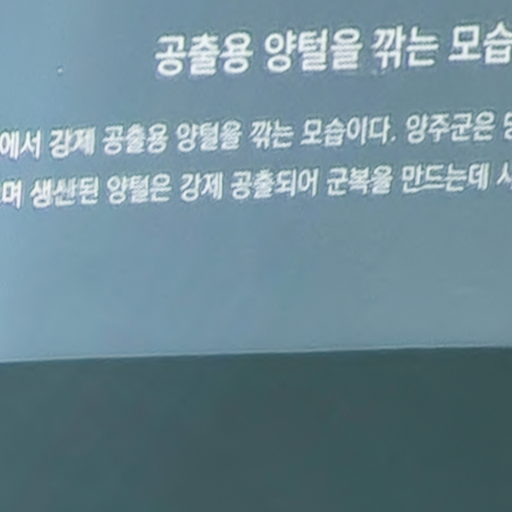 공출용 양털을 깎는 모습
에서 강제 공출용 양털을 깎는 모습이다. 양주군은
며 생산된 양털은 강제 공출되어 군복을 만드는데